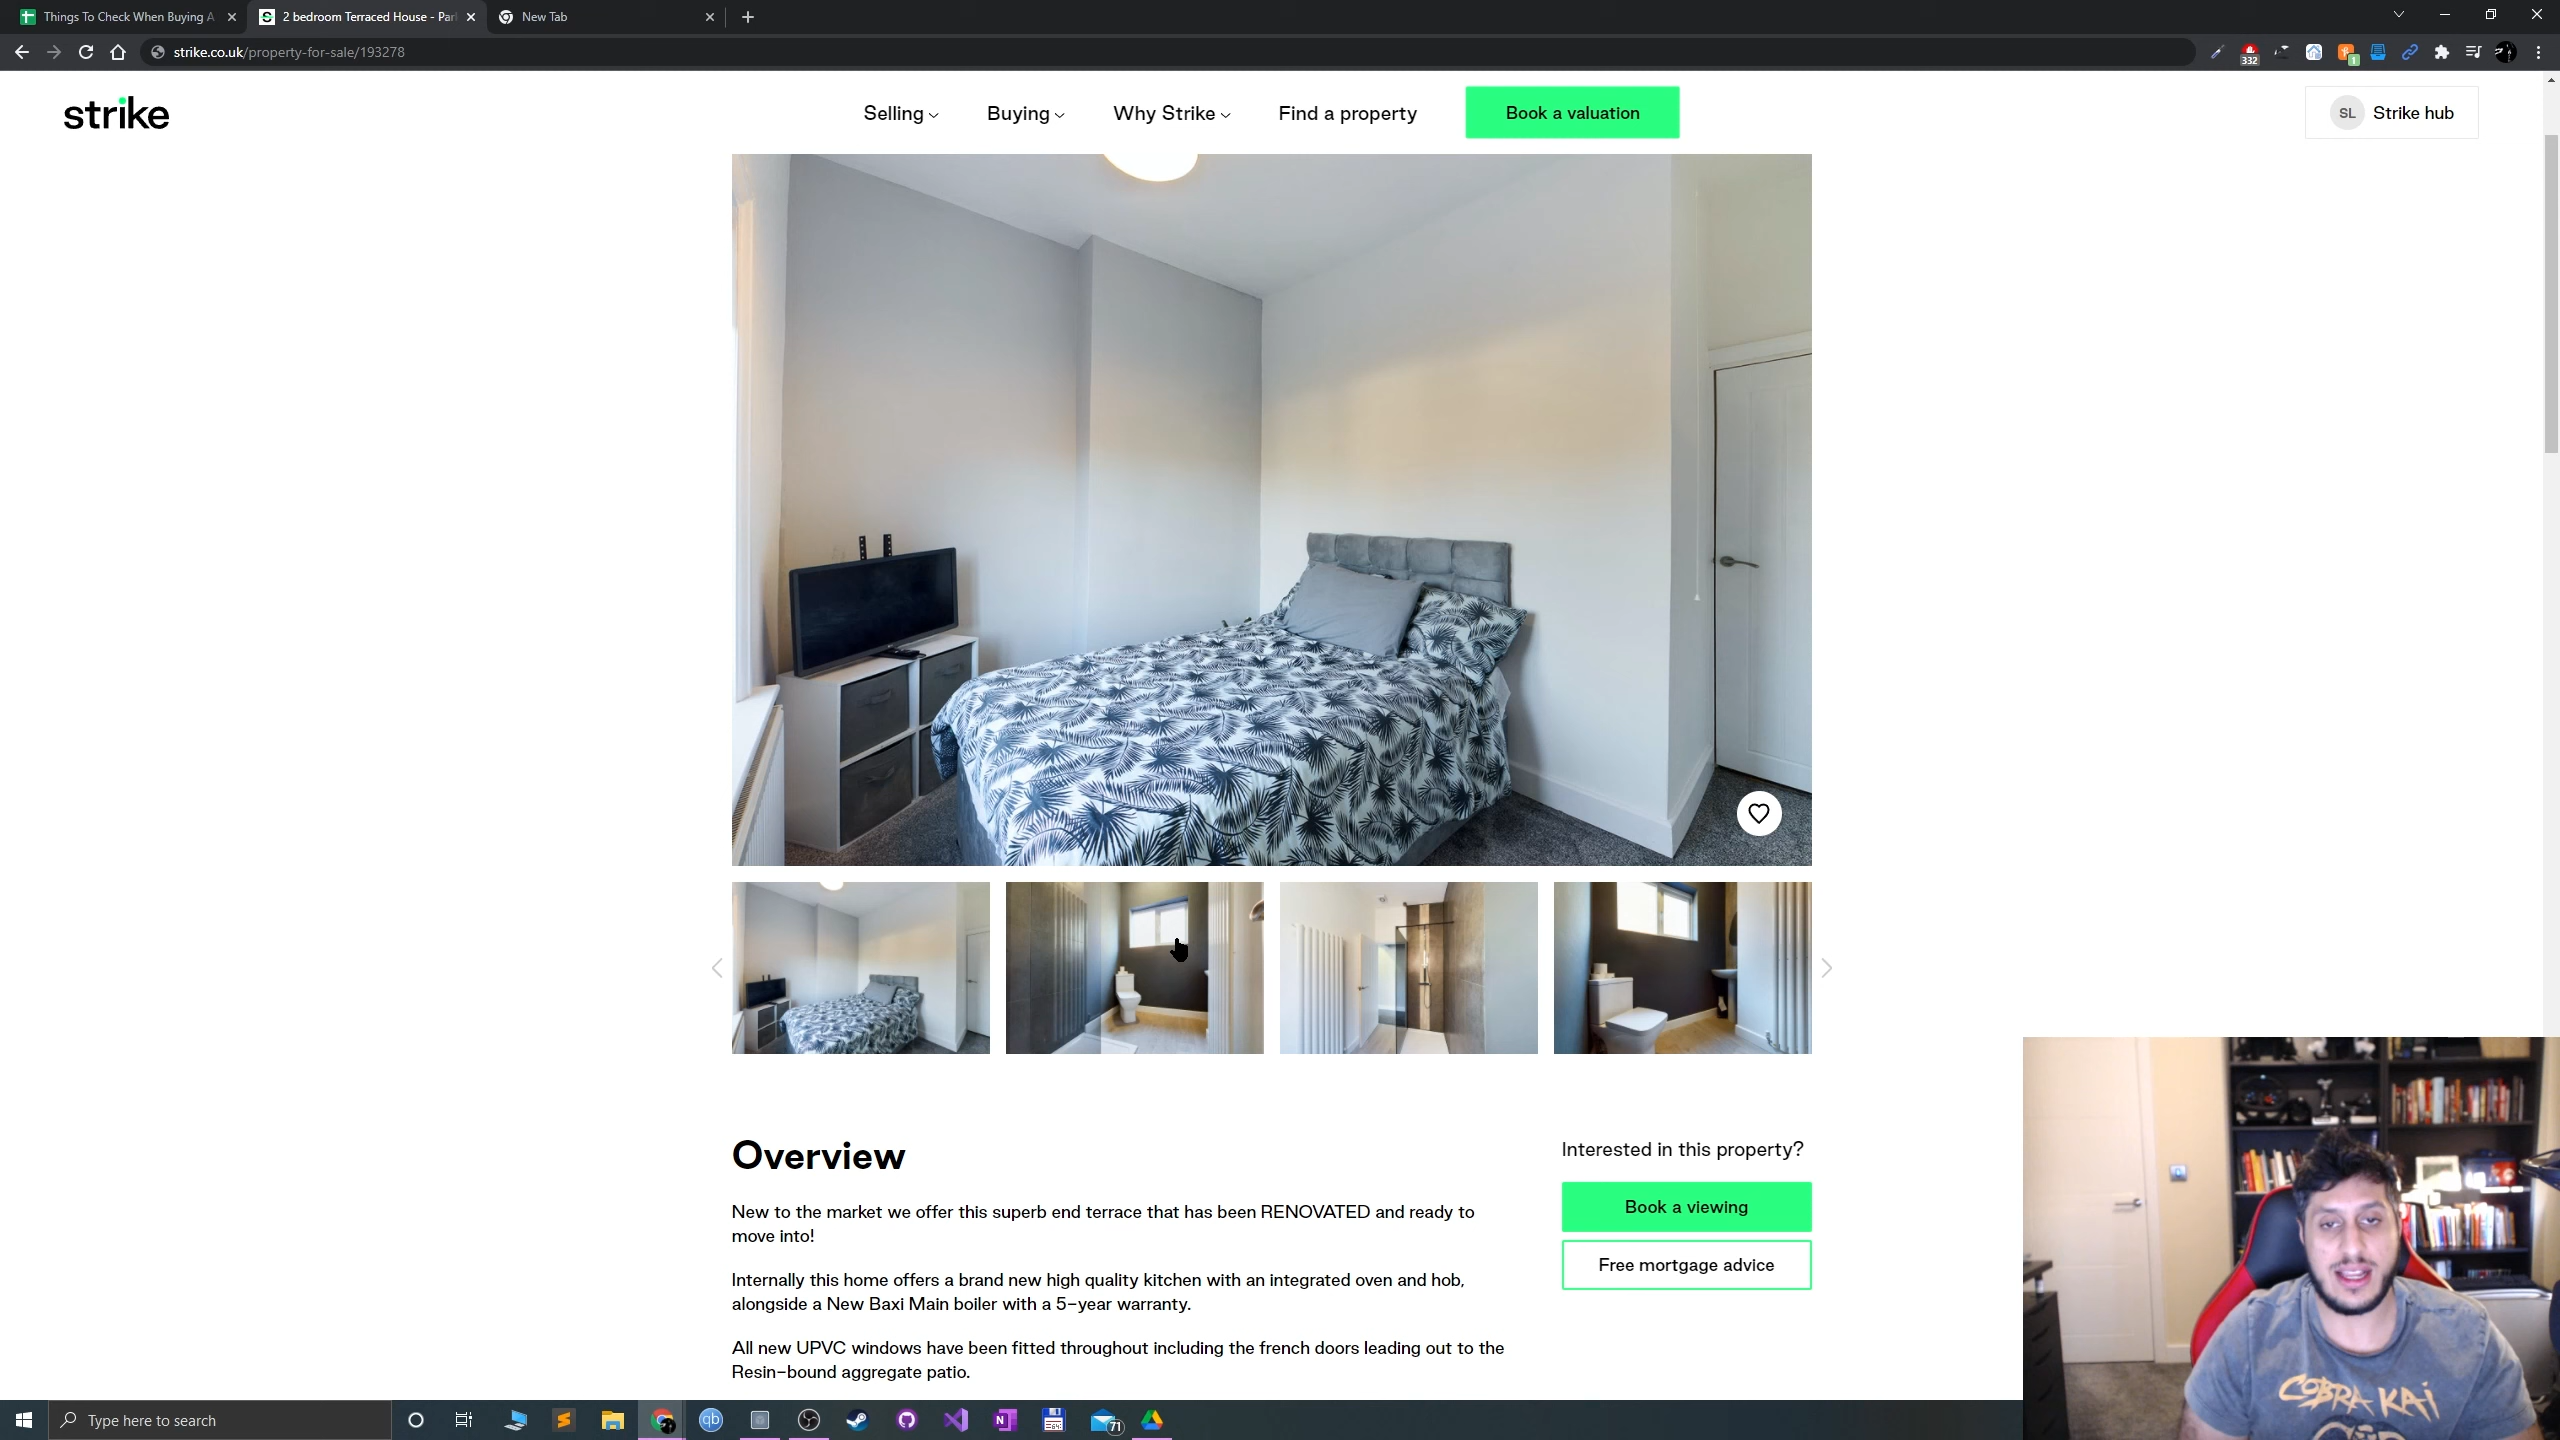 Things To Check When Buying A
2 bedroom Terraced House - Par
New Tab
strike.co.uk/property-for-sale/193278
332
1
strike
Selling
Buying
Why Strike
Find a property
Book a valuation
SL
Strike hub
Overview
New to the market we offer this superb end terrace that has been RENOVATED and ready to
move into!
Internally this home offers a brand new high quality kitchen with an integrated oven and hob,
alongside a New Baxi Main boiler with a 5-year warranty.
All new UPVC windows have been fitted throughout including the french doors leading out to the
Resin-bound aggregate patio.
Interested in this property?
Book a viewing
Free mortgage advice
COBRA KAI
Type here to search
qb
N
71